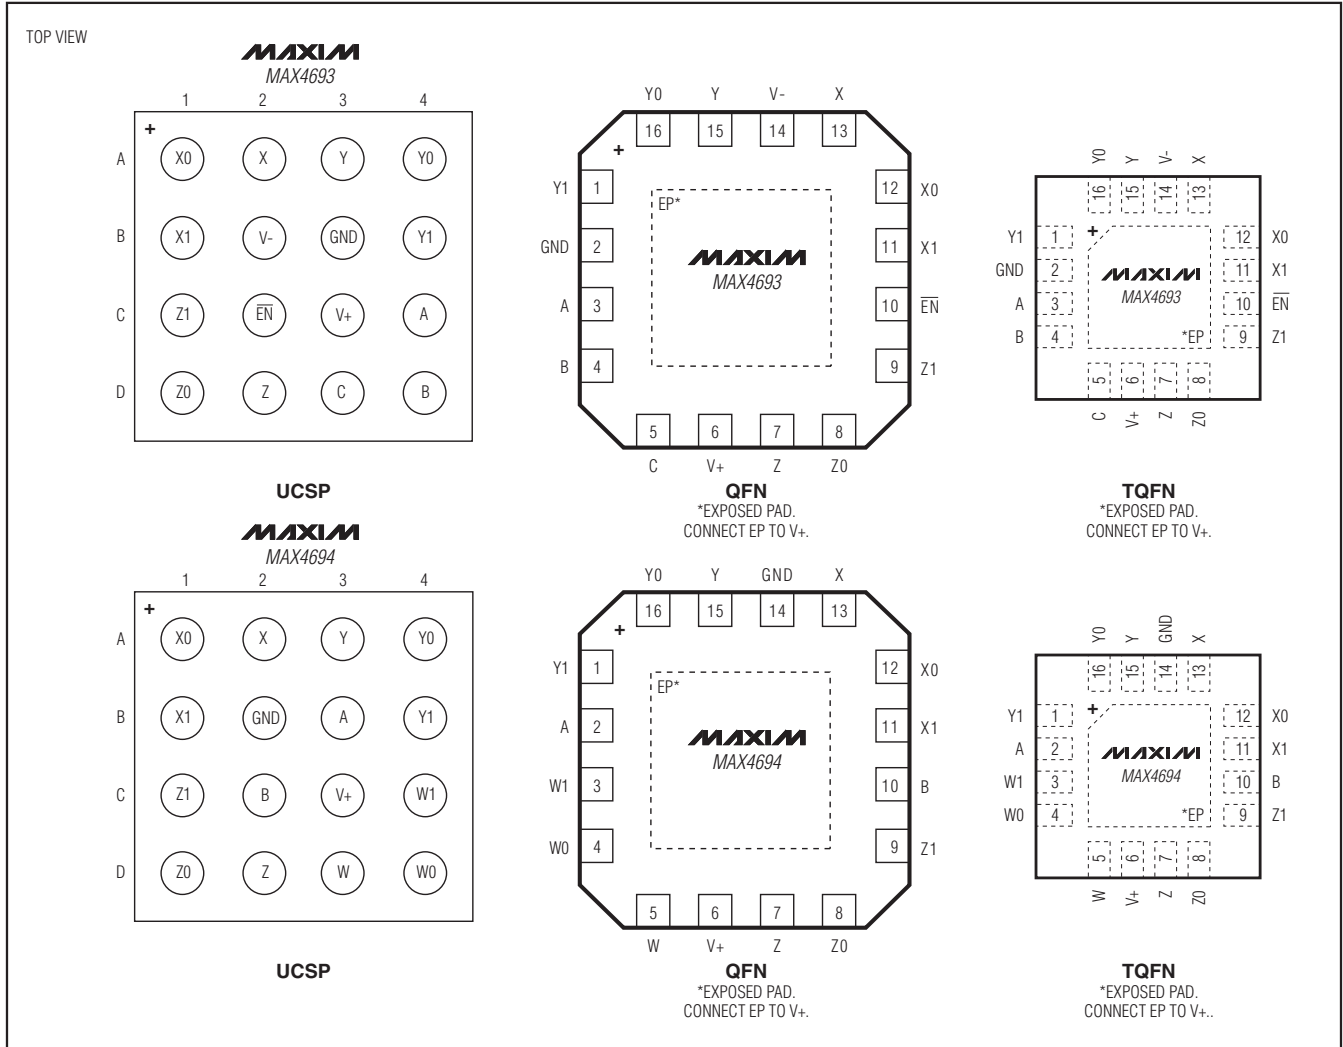 TOP VIEW
MAXIM
MAX4693
1 2 3 4
+
A X0 X Y Y0
B X1 V- GND Y1
C Z1 E̅N̅ V+ A
D Z0 Z C B
UCSP
Y0 Y V- X
16 15 14 13
+
Y1 1 12 X0
EP*
GND 2 11 X1
MAXIM
MAX4693
A 3 10 E̅N̅
B 4 9 Z1
5 6 7 8
C V+ Z Z0
QFN
*EXPOSED PAD.
CONNECT EP TO V+.
Y0 Y V- X
16 15 14 13
+
Y1 1 12 X0
GND 2 11 X1
MAXIM
MAX4693
A 3 10 E̅N̅
B 4 *EP 9 Z1
5 6 7 8
C V+ Z Z0
TQFN
*EXPOSED PAD.
CONNECT EP TO V+.
MAXIM
MAX4694
1 2 3 4
+
A X0 X Y Y0
B X1 GND A Y1
C Z1 B V+ W1
D Z0 Z W W0
UCSP
Y0 Y GND X
16 15 14 13
+
Y1 1 12 X0
EP*
A 2 11 X1
MAXIM
MAX4694
W1 3 10 B
W0 4 9 Z1
5 6 7 8
W V+ Z Z0
QFN
*EXPOSED PAD.
CONNECT EP TO V+.
Y0 Y GND X
16 15 14 13
+
Y1 1 12 X0
A 2 11 X1
MAXIM
MAX4694
W1 3 10 B
W0 4 *EP 9 Z1
5 6 7 8
W V+ Z Z0
TQFN
*EXPOSED PAD.
CONNECT EP TO V+..